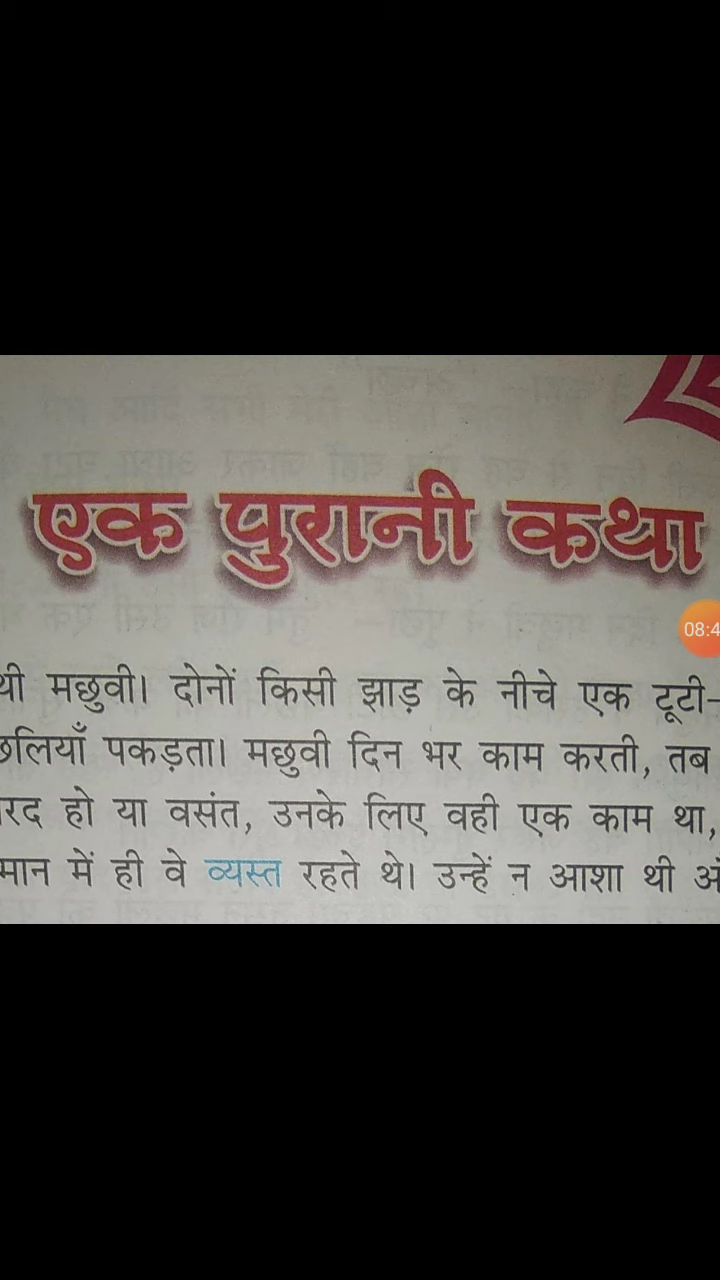 एक पुरानी कथा
08:4
थी मछुवी। दोनों किसी झाड़ के नीचे एक टूटी-
छलियाँ पकड़ता। मछुवी दिन भर काम करती, तब
रद हो या वसंत, उनके लिए वही एक काम था,
मान में ही वे व्यस्त रहते थे। उन्हें न आशा थी